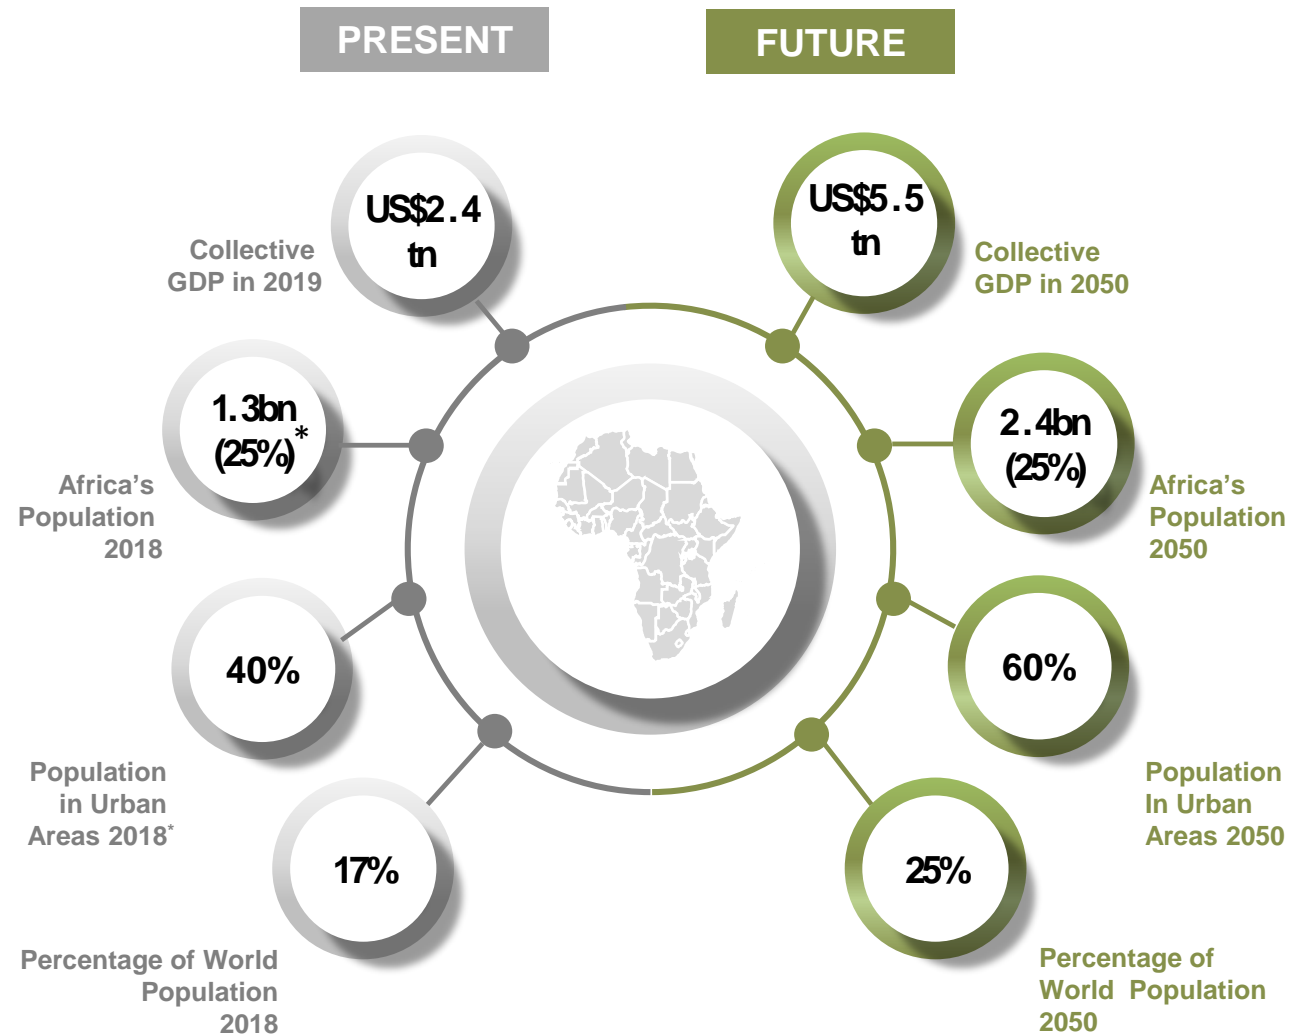 PRESENT
FUTURE
US$2.4
tn
Collective
GDP in 2019
1.3bn
(25%)*
Africa’s
Population
2018
40%
Population
in Urban
Areas 2018*
17%
Percentage of World
Population
2018
US$5.5
tn
Collective
GDP in 2050
2.4bn
(25%)
Africa’s
Population
2050
60%
Population
In Urban
Areas 2050
25%
Percentage of
World Population
2050